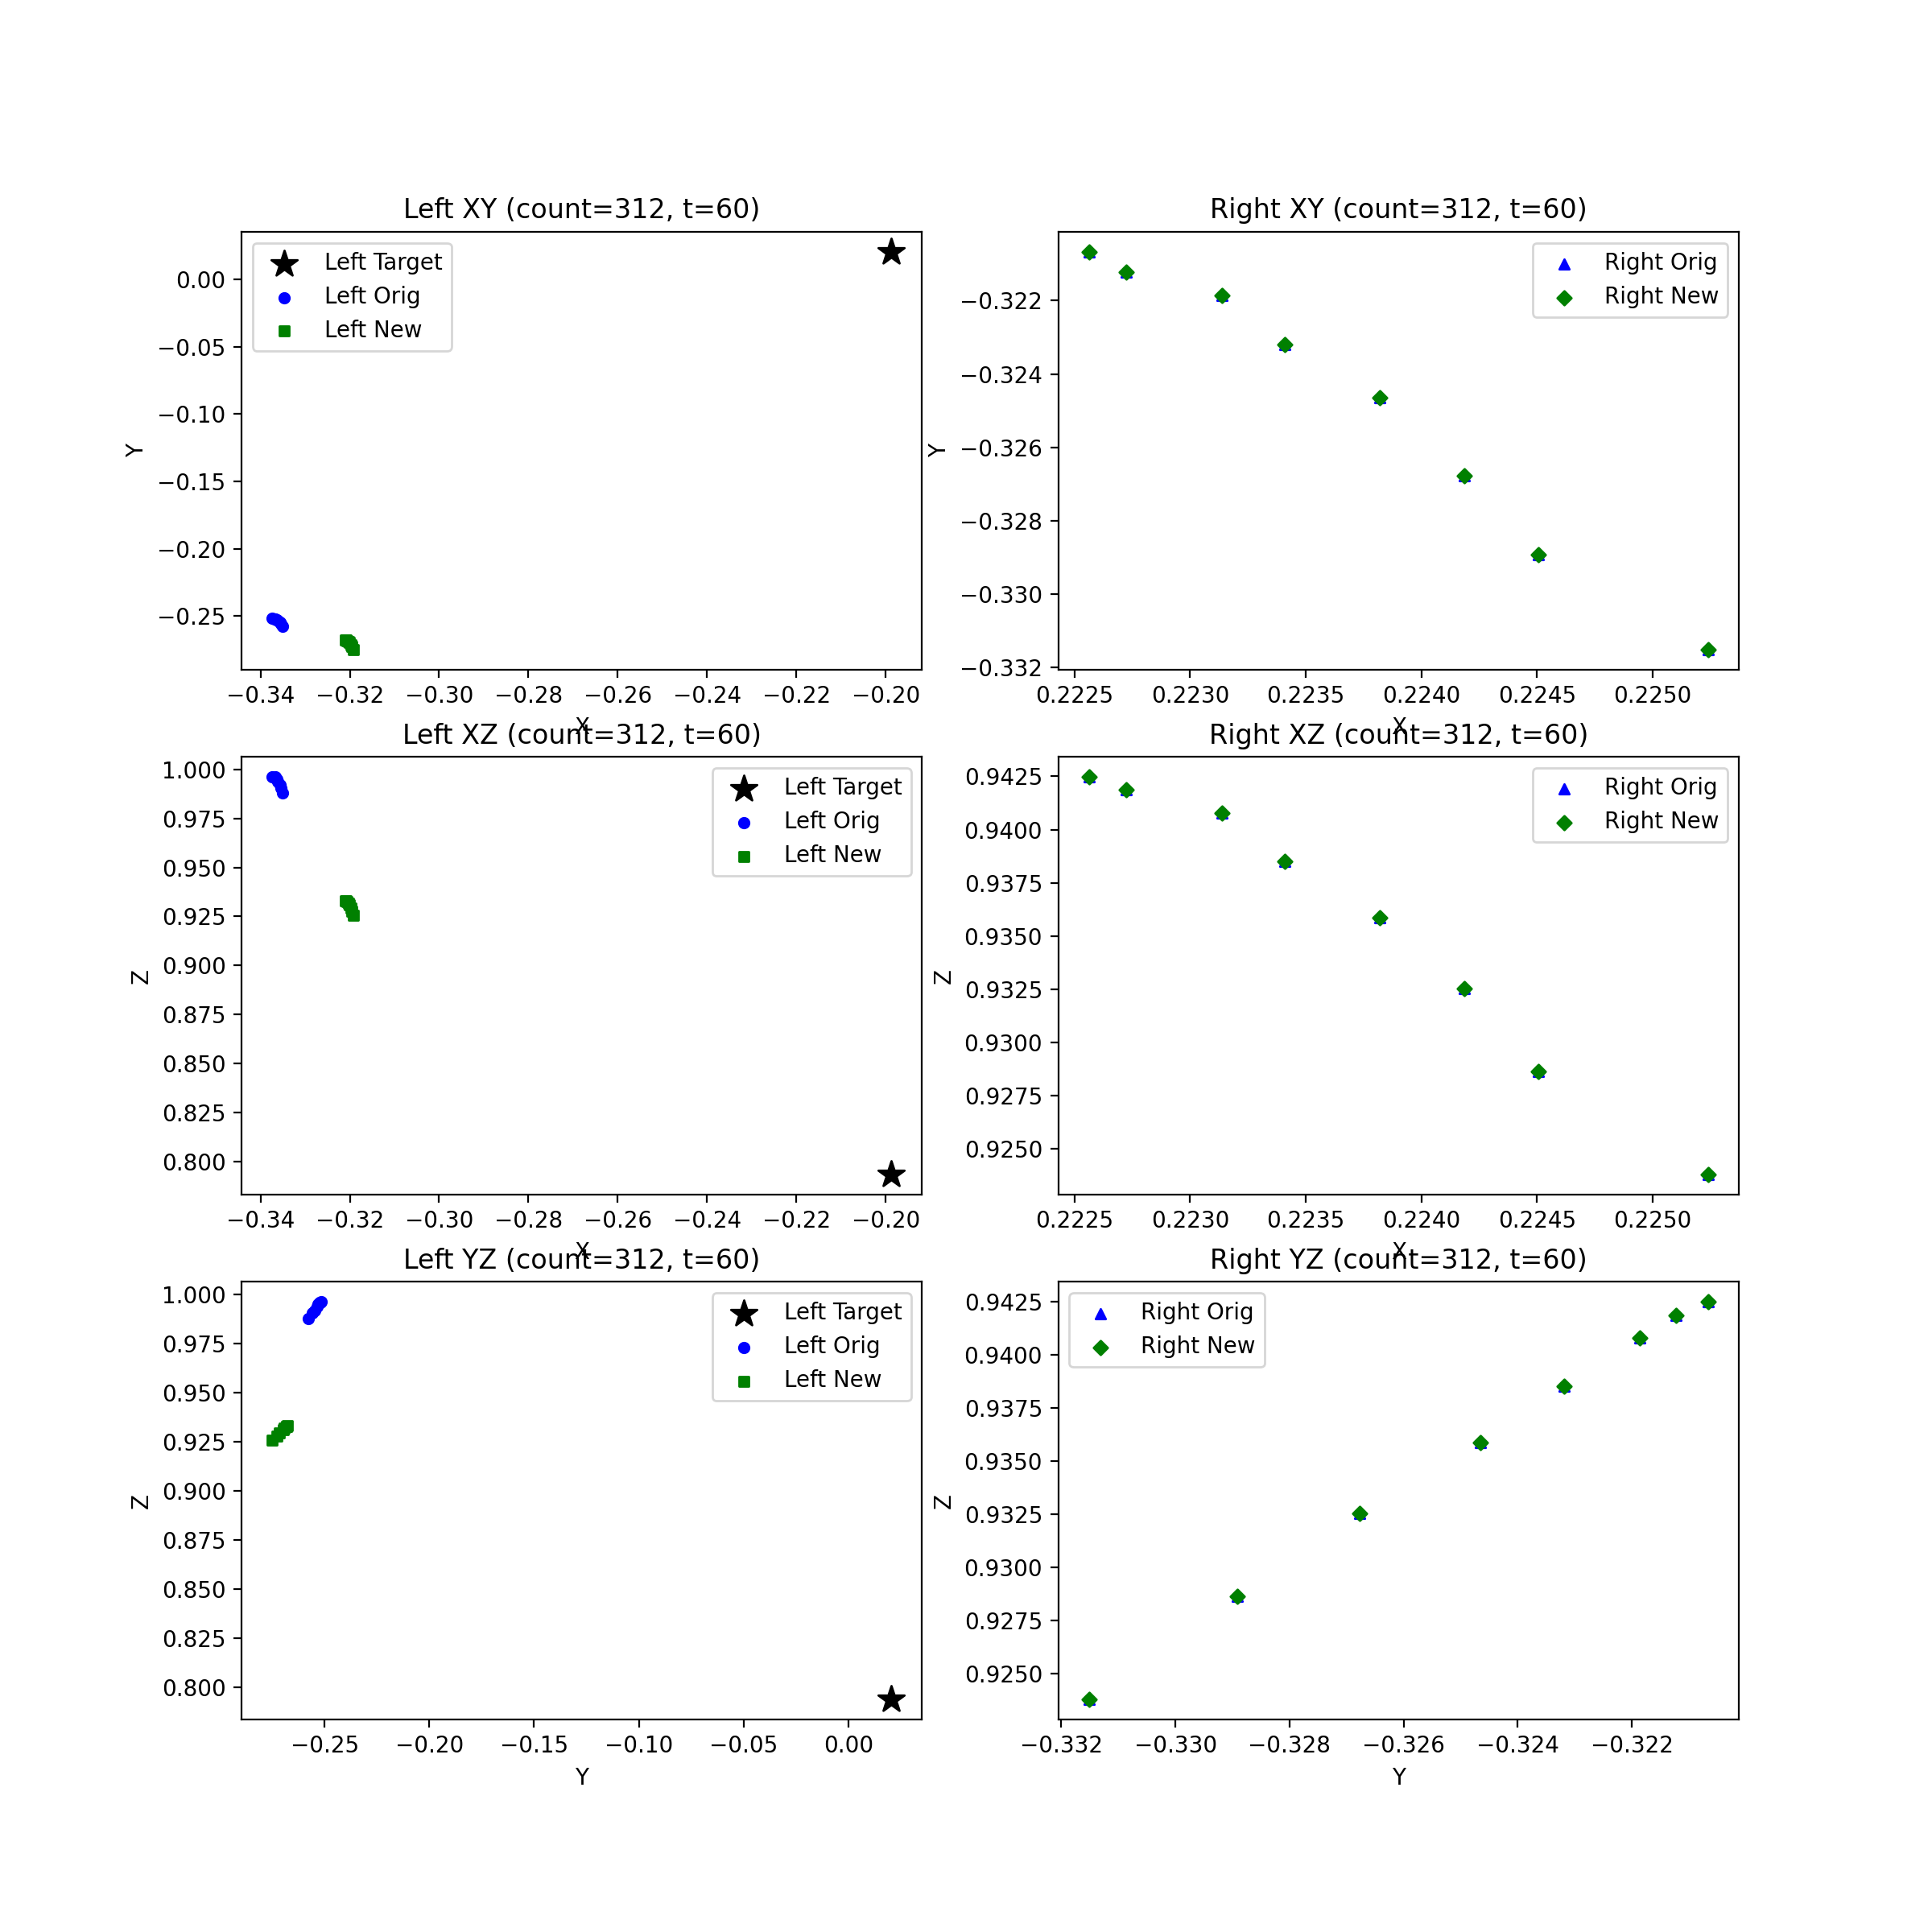 Left XY (count=312, t=60)
Left Target
Left Orig
Left New
0.00
−0.05
−0.10
−0.15
−0.20
−0.25
Y
−0.34 −0.32 −0.30 −0.28 −0.26 −0.24 −0.22 −0.20
X
Right XY (count=312, t=60)
Right Orig
Right New
−0.322
−0.324
−0.326
−0.328
−0.330
−0.332
Y
0.2225 0.2230 0.2235 0.2240 0.2245 0.2250
X
Left XZ (count=312, t=60)
Left Target
Left Orig
Left New
1.000
0.975
0.950
0.925
0.900
0.875
0.850
0.825
0.800
Z
−0.34 −0.32 −0.30 −0.28 −0.26 −0.24 −0.22 −0.20
X
Right XZ (count=312, t=60)
Right Orig
Right New
0.9425
0.9400
0.9375
0.9350
0.9325
0.9300
0.9275
0.9250
Z
0.2225 0.2230 0.2235 0.2240 0.2245 0.2250
X
Left YZ (count=312, t=60)
Left Target
Left Orig
Left New
1.000
0.975
0.950
0.925
0.900
0.875
0.850
0.825
0.800
Z
−0.25 −0.20 −0.15 −0.10 −0.05 0.00
Y
Right YZ (count=312, t=60)
Right Orig
Right New
0.9425
0.9400
0.9375
0.9350
0.9325
0.9300
0.9275
0.9250
Z
−0.332 −0.330 −0.328 −0.326 −0.324 −0.322
Y